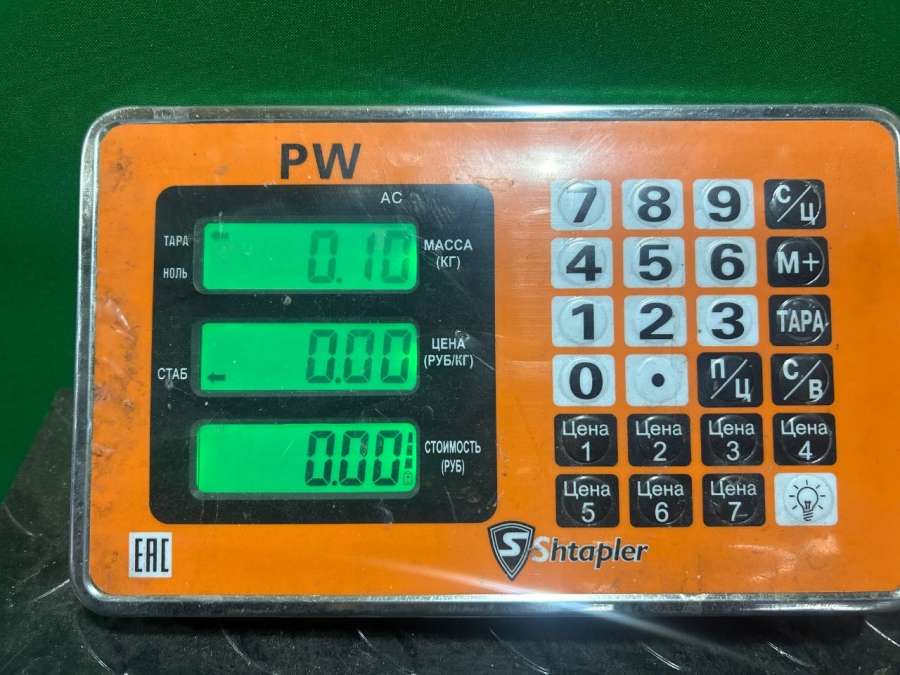 PW
AC
ТАРА
НОЛЬ
0.10
МАССА
(КГ)
СТАБ
0.00
ЦЕНА
(РУБ/КГ)
0.00
СТОИМОСТЬ
(РУБ)
7 8 9 С/Ц
4 5 6 М+
1 2 3 ТАРА
0 • П/Ц С/В
Цена 1 Цена 2 Цена 3 Цена 4
Цена 5 Цена 6 Цена 7
EAC
S Shtapler